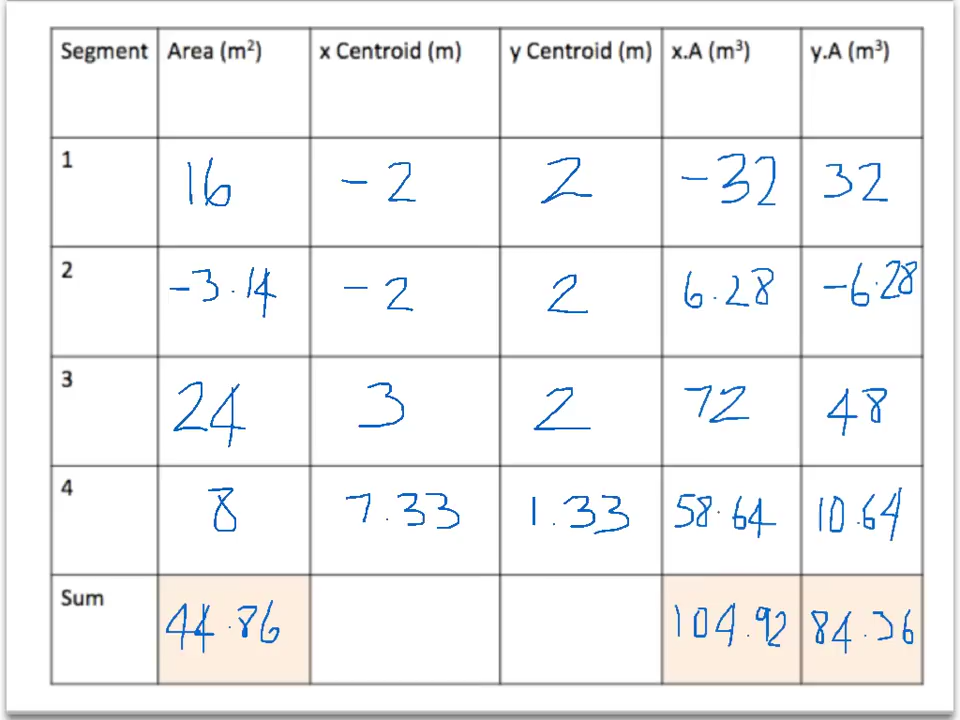 Segment Area (m²) x Centroid (m) y Centroid (m) x.A (m³) y.A (m³)
1 16 -2 2 -32 32
2 -3.14 -2 2 6.28 -6.28
3 24 3 2 72 48
4 8 7.33 1.33 58.64 10.64
Sum 44.86 104.92 84.36